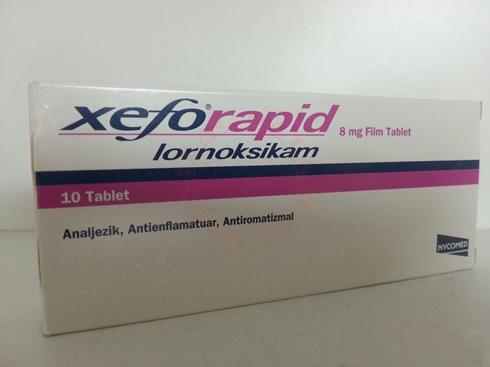 xefo® rapid 8 mg Film Tablet
lornoksikam
10 Tablet
Analjezik, Antienflamatuar, Antiromatizmal
NYCOMED